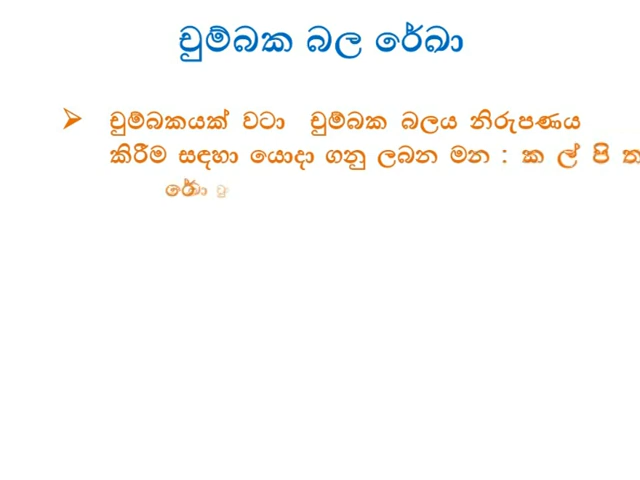 චුම්බක බල රේඛා
චුම්බකයක් වටා චුම්බක බලය නිරූපණය
කිරීම සඳහා යොදා ගනු ලබන මන : ක ල් පි ත
රේඛා වු